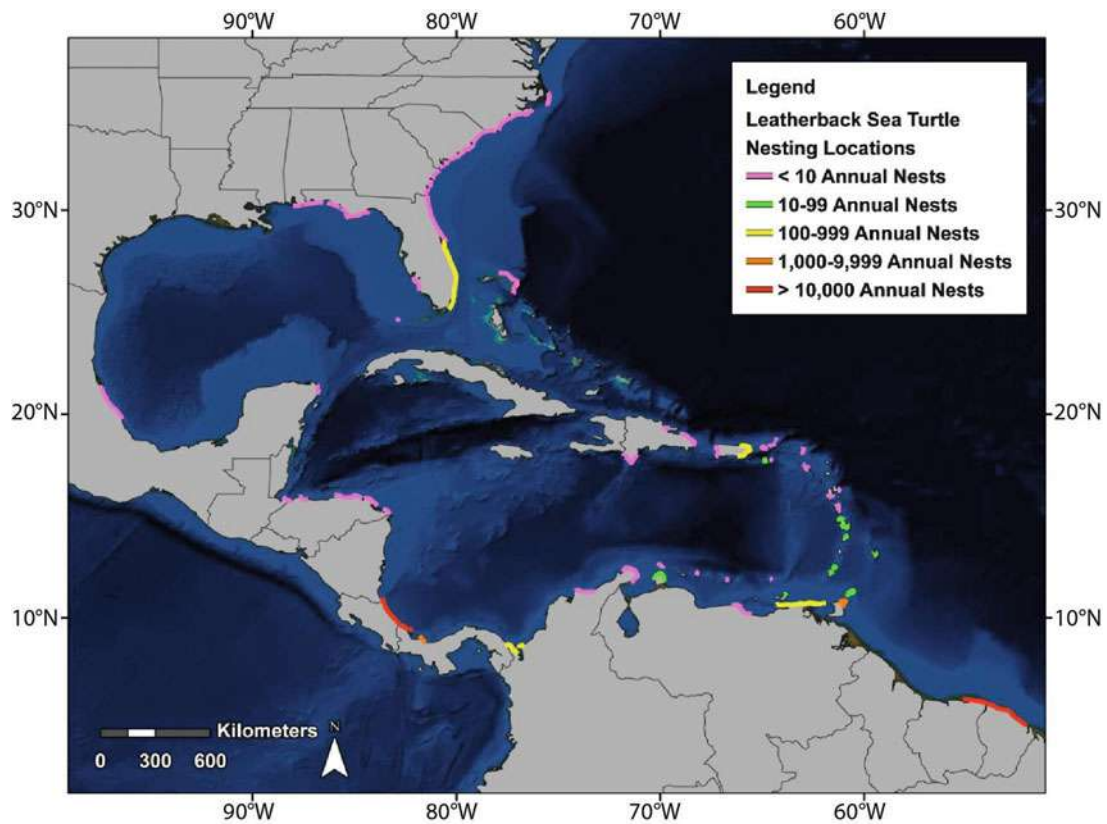 90°W 80°W 70°W 60°W
Legend
Leatherback Sea Turtle
Nesting Locations
< 10 Annual Nests
10-99 Annual Nests
100-999 Annual Nests
1,000-9,999 Annual Nests
> 10,000 Annual Nests
30°N 30°N
20°N 20°N
10°N 10°N
Kilometers N
0 300 600
90°W 80°W 70°W 60°W